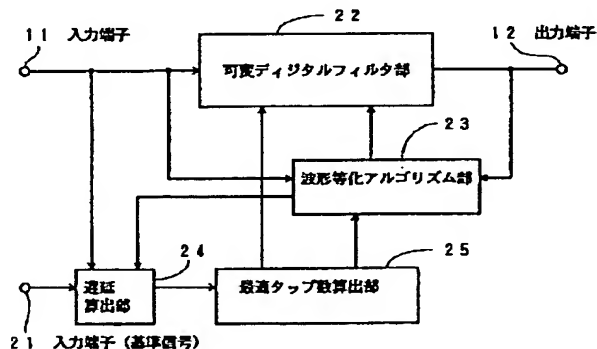 22
11 入力端子
12 出力端子
可変ディジタルフィルタ部
23
波形等化アルゴリズム部
24
25
遅延
算出部
最適タップ数算出部
21 入力端子(基準信号)